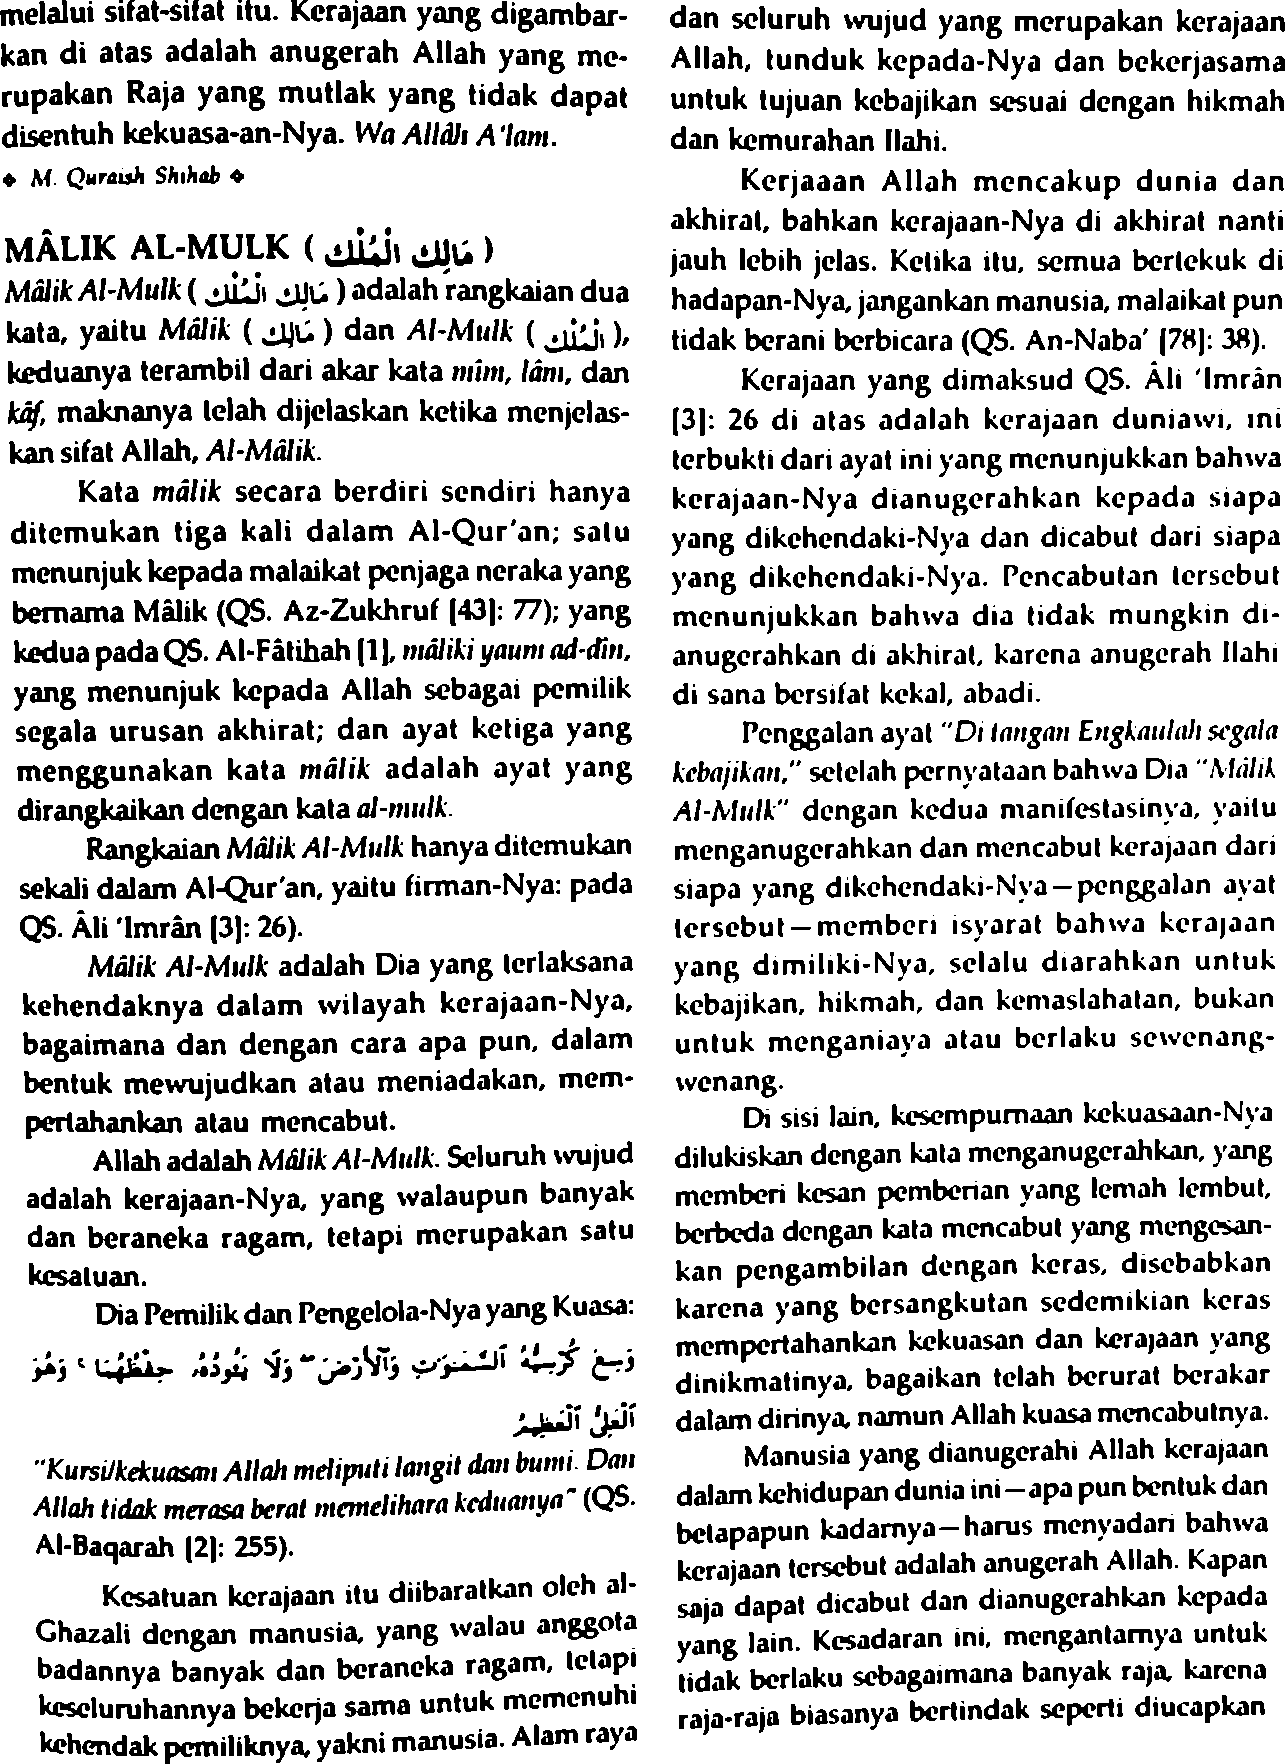 melalui sifat-sifat itu. Kerajaan yang digambar-
kan di atas adalah anugerah Allah yang me-
rupakan Raja yang mutlak yang tidak dapat
disentuh kekuasa-an-Nya. Wa Allâh A'lam.
◆ M. Quraish Shihab ◆
MÂLIK AL-MULK ( مَالِك الْمُلْك )
Mâlik Al-Mulk ( مَالِك الْمُلْك ) adalah rangkaian dua
kata, yaitu Mâlik ( مَالِك ) dan Al-Mulk ( الْمُلْك ),
keduanya terambil dari akar kata mîm, lâm, dan
kâf, maknanya telah dijelaskan ketika menjelas-
kan sifat Allah, Al-Mâlik.
Kata mâlik secara berdiri sendiri hanya
ditemukan tiga kali dalam Al-Qur'an; satu
menunjuk kepada malaikat penjaga neraka yang
bernama Mâlik (QS. Az-Zukhruf [43]: 77); yang
kedua pada QS. Al-Fâtihah [1], mâliki yaum ad-dîn,
yang menunjuk kepada Allah sebagai pemilik
segala urusan akhirat; dan ayat ketiga yang
menggunakan kata mâlik adalah ayat yang
dirangkaikan dengan kata al-mulk.
Rangkaian Mâlik Al-Mulk hanya ditemukan
sekali dalam Al-Qur'an, yaitu firman-Nya: pada
QS. Âli 'Imrân [3]: 26).
Mâlik Al-Mulk adalah Dia yang terlaksana
kehendaknya dalam wilayah kerajaan-Nya,
bagaimana dan dengan cara apa pun, dalam
bentuk mewujudkan atau meniadakan, mem-
pertahankan atau mencabut.
Allah adalah Mâlik Al-Mulk. Seluruh wujud
adalah kerajaan-Nya, yang walaupun banyak
dan beraneka ragam, tetapi merupakan satu
kesatuan.
Dia Pemilik dan Pengelola-Nya yang Kuasa:
وَسِعَ كُرْسِيُّهُ ٱلسَّمَٰوَٰتِ وَٱلْأَرْضَ ۖ وَلَا يَـُٔودُهُۥ حِفْظُهُمَا ۚ وَهُوَ
ٱلْعَلِىُّ ٱلْعَظِيمُ
"Kursi/kekuasan Allah meliputi langit dan bumi. Dan
Allah tidak merasa berat memelihara keduanya" (QS.
Al-Baqarah [2]: 255).
Kesatuan kerajaan itu diibaratkan oleh al-
Ghazali dengan manusia, yang walau anggota
badannya banyak dan beraneka ragam, tetapi
keseluruhannya bekerja sama untuk memenuhi
kehendak pemiliknya, yakni manusia. Alam raya
dan seluruh wujud yang merupakan kerajaan
Allah, tunduk kepada-Nya dan bekerjasama
untuk tujuan kebajikan sesuai dengan hikmah
dan kemurahan Ilahi.
Kerjaaan Allah mencakup dunia dan
akhirat, bahkan kerajaan-Nya di akhirat nanti
jauh lebih jelas. Ketika itu, semua bertekuk di
hadapan-Nya, jangankan manusia, malaikat pun
tidak berani berbicara (QS. An-Naba' [78]: 38).
Kerajaan yang dimaksud QS. Âli 'Imrân
[3]: 26 di atas adalah kerajaan duniawi, ini
terbukti dari ayat ini yang menunjukkan bahwa
kerajaan-Nya dianugerahkan kepada siapa
yang dikehendaki-Nya dan dicabut dari siapa
yang dikehendaki-Nya. Pencabutan tersebut
menunjukkan bahwa dia tidak mungkin di-
anugerahkan di akhirat, karena anugerah Ilahi
di sana bersifat kekal, abadi.
Penggalan ayat "Di tangan Engkaulah segala
kebajikan," setelah pernyataan bahwa Dia "Mâlik
Al-Mulk" dengan kedua manifestasinya, yaitu
menganugerahkan dan mencabut kerajaan dari
siapa yang dikehendaki-Nya—penggalan ayat
tersebut—memberi isyarat bahwa kerajaan
yang dimiliki-Nya, selalu diarahkan untuk
kebajikan, hikmah, dan kemaslahatan, bukan
untuk menganiaya atau berlaku sewenang-
wenang.
Di sisi lain, kesempurnaan kekuasaan-Nya
dilukiskan dengan kata menganugerahkan, yang
memberi kesan pemberian yang lemah lembut,
berbeda dengan kata mencabut yang mengesan-
kan pengambilan dengan keras, disebabkan
karena yang bersangkutan sedemikian keras
mempertahankan kekuasan dan kerajaan yang
dinikmatinya, bagaikan telah berurat berakar
dalam dirinya, namun Allah kuasa mencabutnya.
Manusia yang dianugerahi Allah kerajaan
dalam kehidupan dunia ini—apa pun bentuk dan
betapapun kadarnya—harus menyadari bahwa
kerajaan tersebut adalah anugerah Allah. Kapan
saja dapat dicabut dan dianugerahkan kepada
yang lain. Kesadaran ini, mengantarnya untuk
tidak berlaku sebagaimana banyak raja, karena
raja-raja biasanya bertindak seperti diucapkan